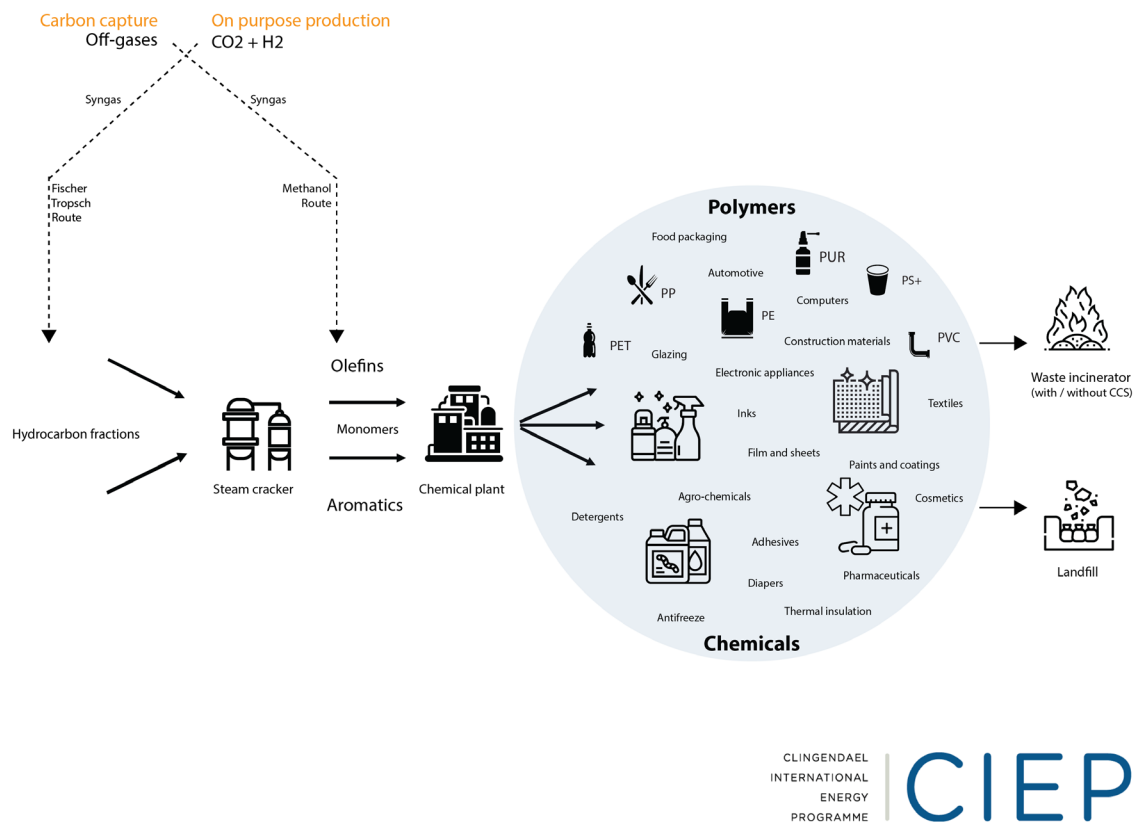 Carbon capture
Off-gases
On purpose production
CO2 + H2
Syngas
Syngas
Fischer
Tropsch
Route
Methanol
Route
Hydrocarbon fractions
Steam cracker
Olefins
Monomers
Aromatics
Chemical plant
Polymers
Food packaging
PUR
Automotive
PS+
PP
Computers
PE
PET
Glazing
Construction materials
PVC
Electronic appliances
Inks
Textiles
Film and sheets
Paints and coatings
Agro-chemicals
Cosmetics
Detergents
Adhesives
Diapers
Pharmaceuticals
Antifreeze
Thermal insulation
Chemicals
Waste incinerator
(with / without CCS)
Landfill
CLINGENDAEL
INTERNATIONAL
ENERGY
PROGRAMME
CIEP